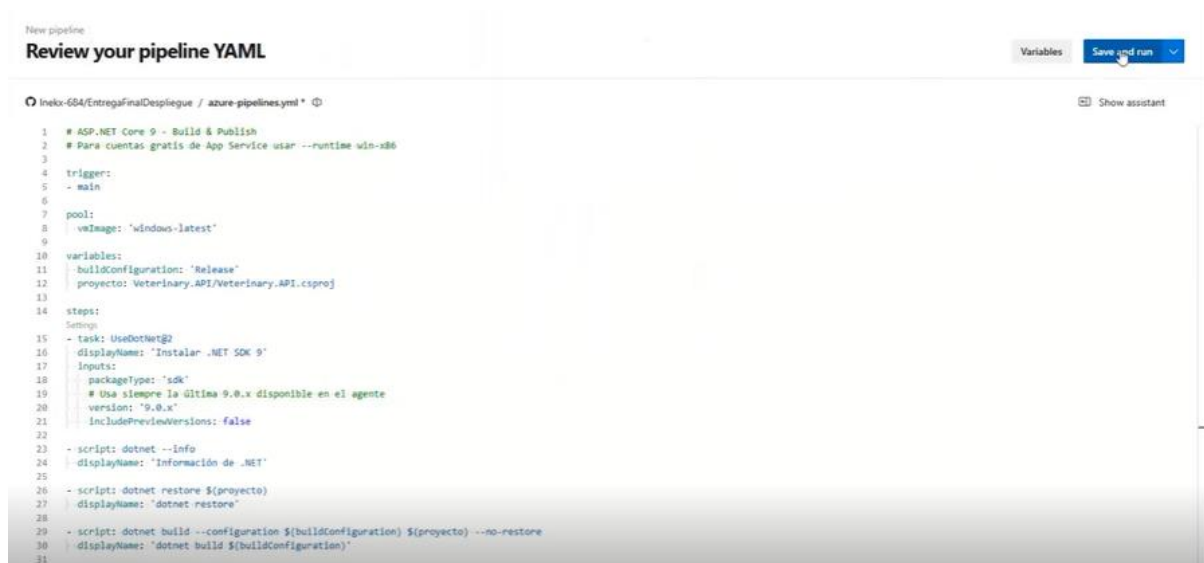 New pipeline
Review your pipeline YAML
Variables
Save and run
Inekx-684/EntregaFinalDespliegue / azure-pipelines.yml *
Show assistant
1 # ASP.NET Core 9 - Build & Publish
2 # Para cuentas gratis de App Service usar --runtime win-x86
3
4 trigger:
5 - main
6
7 pool:
8 vmImage: 'windows-latest'
9
10 variables:
11 buildConfiguration: 'Release'
12 proyecto: Veterinary.API/Veterinary.API.csproj
13
14 steps:
Settings
15 - task: UseDotNet@2
16 displayName: 'Instalar .NET SDK 9'
17 inputs:
18 packageType: 'sdk'
19 # Usa siempre la última 9.0.x disponible en el agente
20 version: '9.0.x'
21 includePreviewVersions: false
22
23 - script: dotnet --info
24 displayName: 'Información de .NET'
25
26 - script: dotnet restore $(proyecto)
27 displayName: 'dotnet restore'
28
29 - script: dotnet build --configuration $(buildConfiguration) $(proyecto) --no-restore
30 displayName: 'dotnet build $(buildConfiguration)'
31